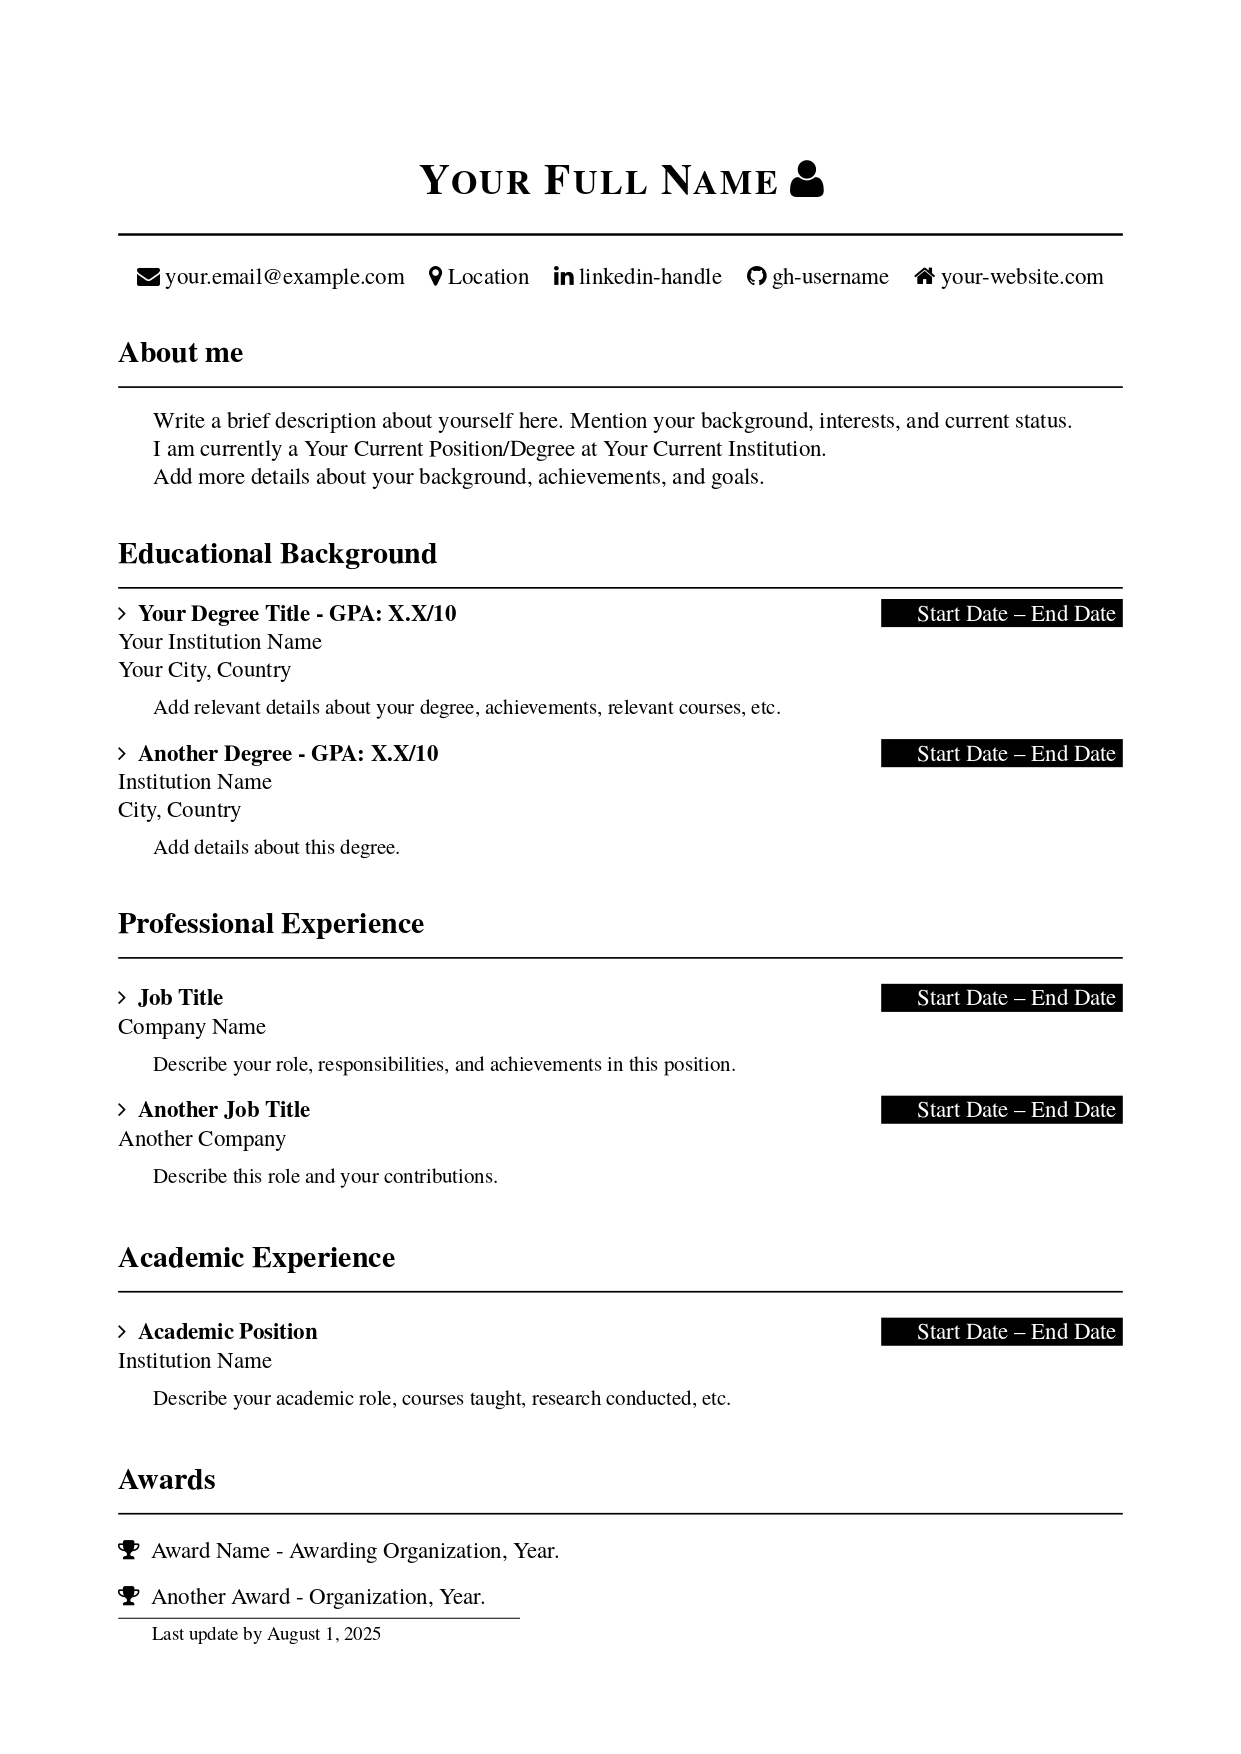 Your Full Name
your.email@example.com Location linkedin-handle gh-username your-website.com
About me
Write a brief description about yourself here. Mention your background, interests, and current status.
I am currently a Your Current Position/Degree at Your Current Institution.
Add more details about your background, achievements, and goals.
Educational Background
Your Degree Title - GPA: X.X/10 Start Date – End Date
Your Institution Name
Your City, Country
Add relevant details about your degree, achievements, relevant courses, etc.
Another Degree - GPA: X.X/10 Start Date – End Date
Institution Name
City, Country
Add details about this degree.
Professional Experience
Job Title Start Date – End Date
Company Name
Describe your role, responsibilities, and achievements in this position.
Another Job Title Start Date – End Date
Another Company
Describe this role and your contributions.
Academic Experience
Academic Position Start Date – End Date
Institution Name
Describe your academic role, courses taught, research conducted, etc.
Awards
Award Name - Awarding Organization, Year.
Another Award - Organization, Year.
Last update by August 1, 2025